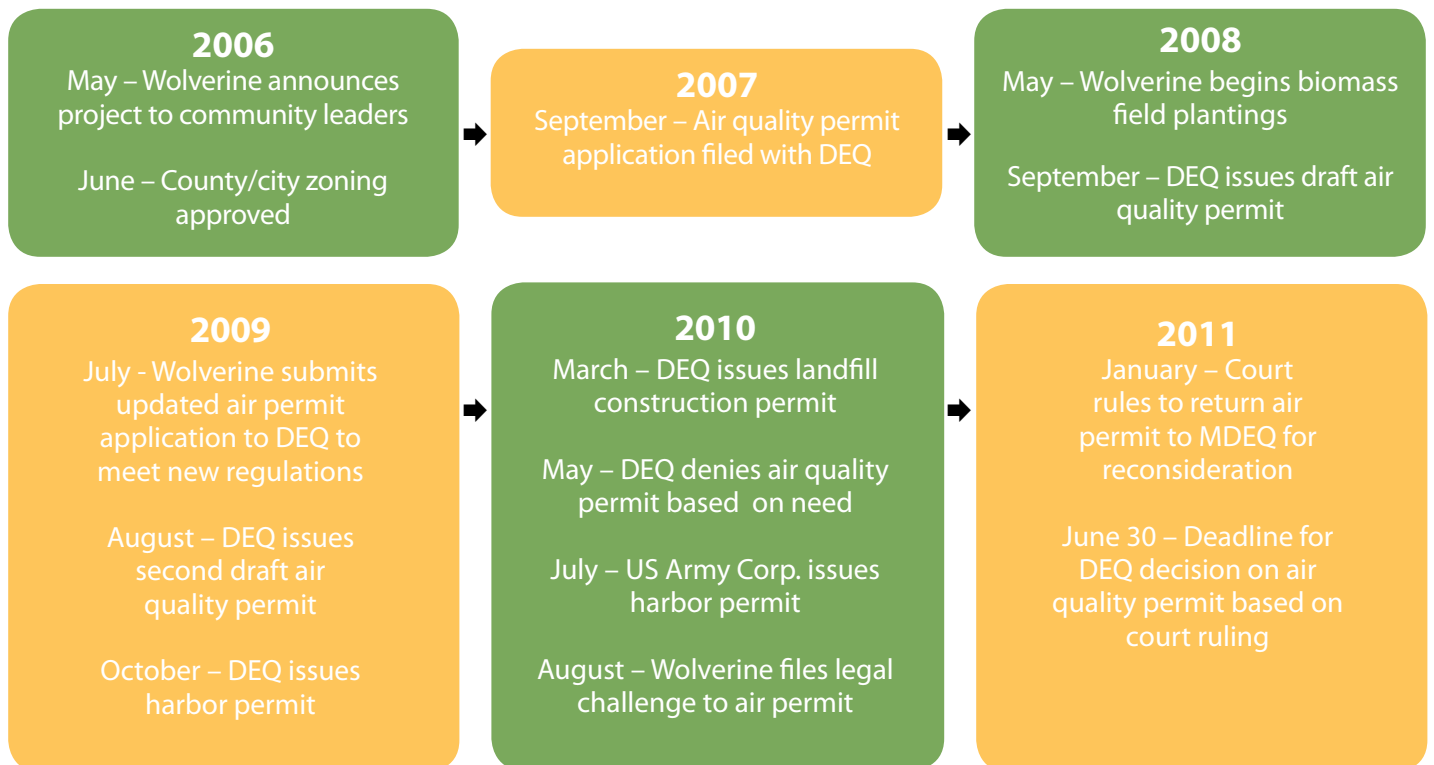 2006
May – Wolverine announces
project to community leaders
June – County/city zoning
approved
2007
September – Air quality permit
application filed with DEQ
2008
May – Wolverine begins biomass
field plantings
September – DEQ issues draft air
quality permit
2009
July - Wolverine submits
updated air permit
application to DEQ to
meet new regulations
August – DEQ issues
second draft air
quality permit
October – DEQ issues
harbor permit
2010
March – DEQ issues landfill
construction permit
May – DEQ denies air quality
permit based  on need
July – US Army Corp. issues
harbor permit
August – Wolverine files legal
challenge to air permit
2011
January – Court
rules to return air
permit to MDEQ for
reconsideration
June 30 – Deadline for
DEQ decision on air
quality permit based on
court ruling